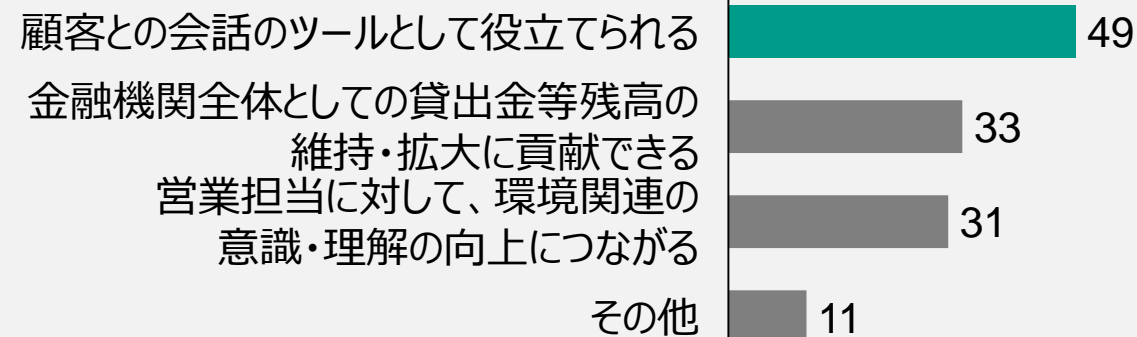 顧客との会話のツールとして役立てられる 49
金融機関全体としての貸出金等残高の
維持・拡大に貢献できる 33
営業担当に対して、環境関連の
意識・理解の向上につながる 31
その他 11